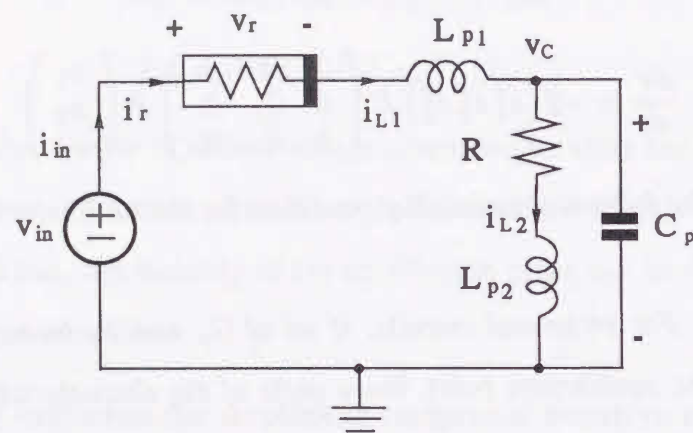 + v_r -
L_p1
v_C
i_r
i_L1
+
i_in
R
v_in
+
-
i_L2
C_p
L_p2
-